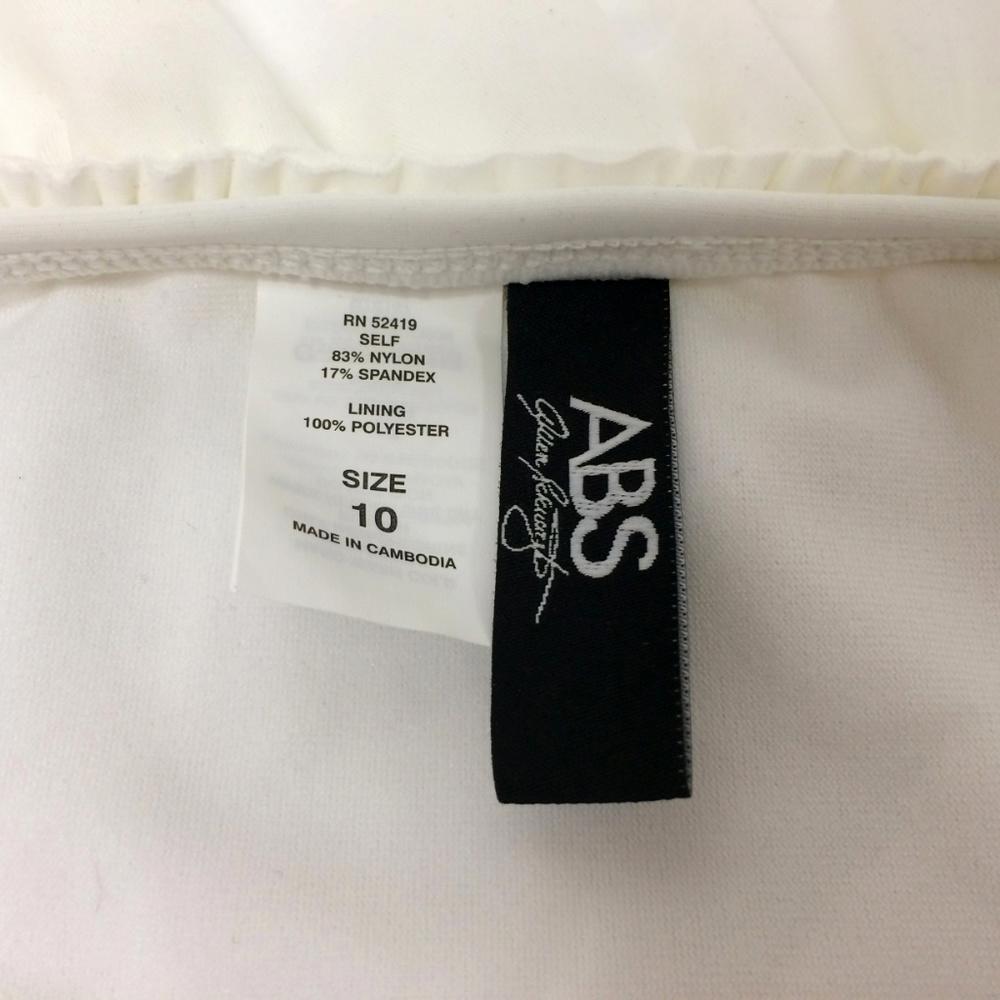 RN 52419
SELF
83% NYLON
17% SPANDEX
LINING
100% POLYESTER
SIZE
10
MADE IN CAMBODIA
ABS